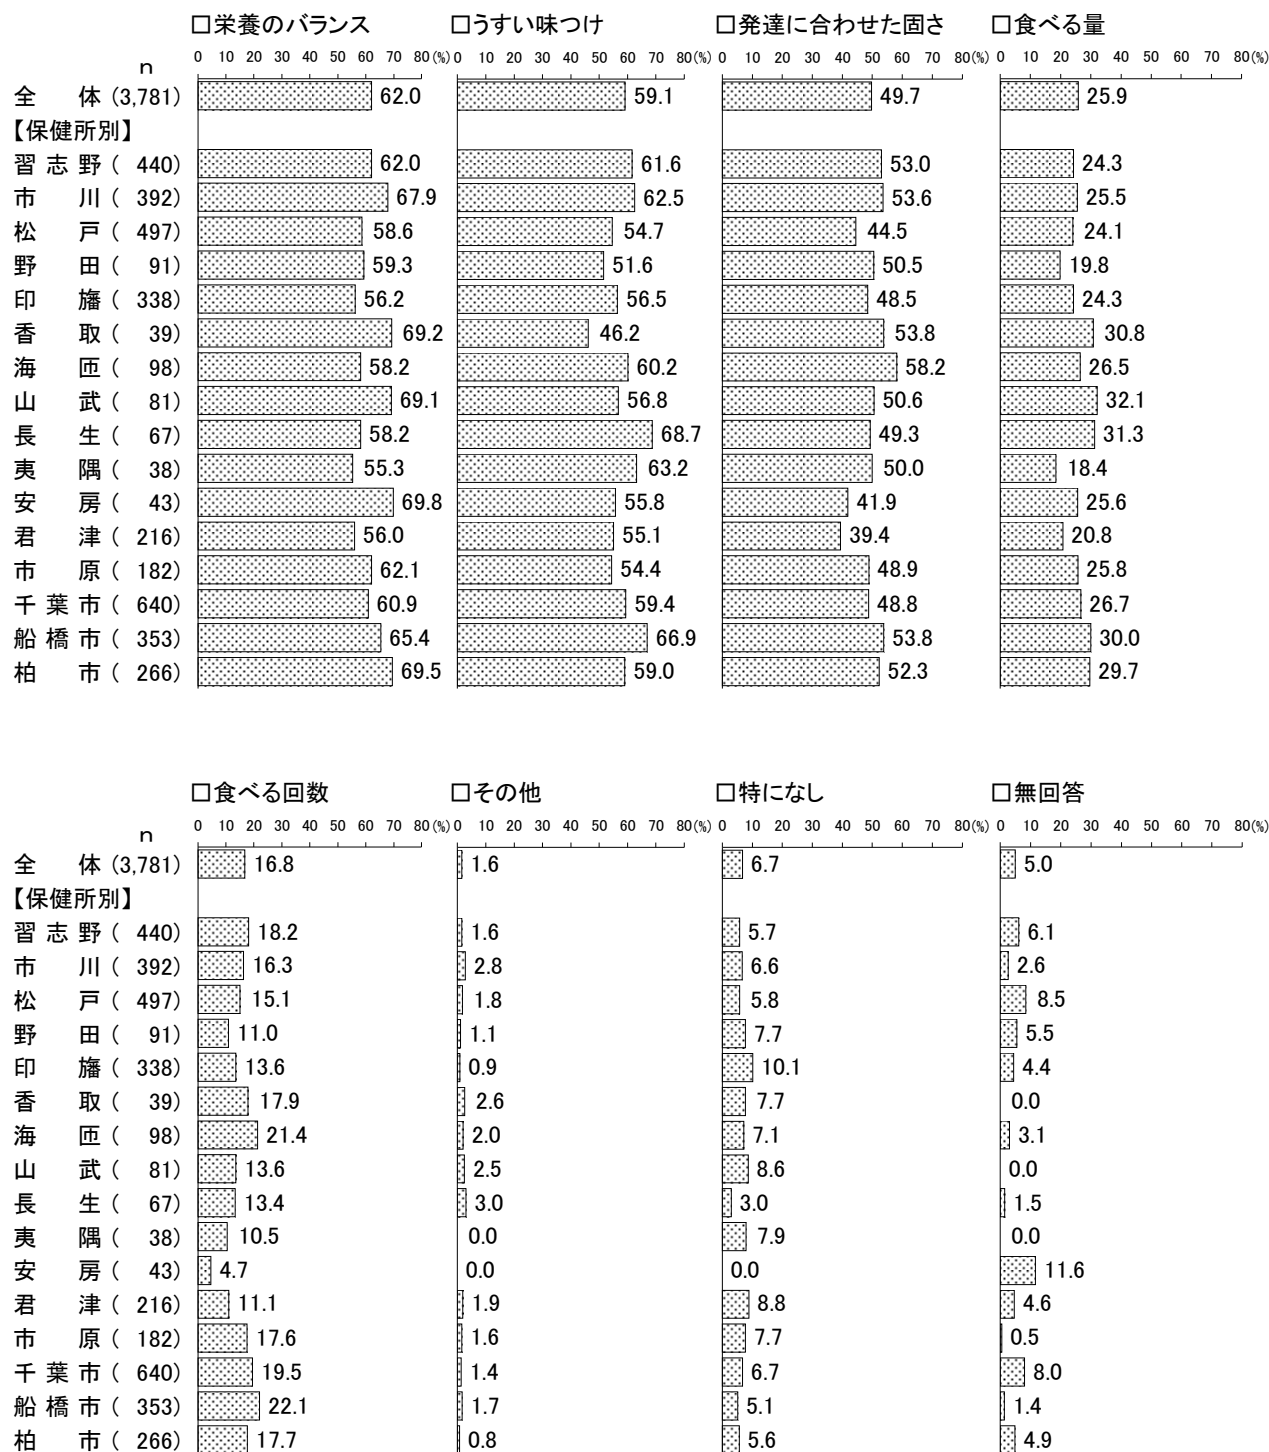 □栄養のバランス □うすい味つけ □発達に合わせた固さ □食べる量
0 10 20 30 40 50 60 70 80(%) 0 10 20 30 40 50 60 70 80(%) 0 10 20 30 40 50 60 70 80(%) 0 10 20 30 40 50 60 70 80(%)
n
全 体 (3,781) 62.0 59.1 49.7 25.9
【保健所別】
習志野 ( 440) 62.0 61.6 53.0 24.3
市 川 ( 392) 67.9 62.5 53.6 25.5
松 戸 ( 497) 58.6 54.7 44.5 24.1
野 田 ( 91) 59.3 51.6 50.5 19.8
印 旛 ( 338) 56.2 56.5 48.5 24.3
香 取 ( 39) 69.2 46.2 53.8 30.8
海 匝 ( 98) 58.2 60.2 58.2 26.5
山 武 ( 81) 69.1 56.8 50.6 32.1
長 生 ( 67) 58.2 68.7 49.3 31.3
夷 隅 ( 38) 55.3 63.2 50.0 18.4
安 房 ( 43) 69.8 55.8 41.9 25.6
君 津 ( 216) 56.0 55.1 39.4 20.8
市 原 ( 182) 62.1 54.4 48.9 25.8
千葉市 ( 640) 60.9 59.4 48.8 26.7
船橋市 ( 353) 65.4 66.9 53.8 30.0
柏 市 ( 266) 69.5 59.0 52.3 29.7
□食べる回数 □その他 □特になし □無回答
0 10 20 30 40 50 60 70 80(%) 0 10 20 30 40 50 60 70 80(%) 0 10 20 30 40 50 60 70 80(%) 0 10 20 30 40 50 60 70 80(%)
n
全 体 (3,781) 16.8 1.6 6.7 5.0
【保健所別】
習志野 ( 440) 18.2 1.6 5.7 6.1
市 川 ( 392) 16.3 2.8 6.6 2.6
松 戸 ( 497) 15.1 1.8 5.8 8.5
野 田 ( 91) 11.0 1.1 7.7 5.5
印 旛 ( 338) 13.6 0.9 10.1 4.4
香 取 ( 39) 17.9 2.6 7.7 0.0
海 匝 ( 98) 21.4 2.0 7.1 3.1
山 武 ( 81) 13.6 2.5 8.6 0.0
長 生 ( 67) 13.4 3.0 3.0 1.5
夷 隅 ( 38) 10.5 0.0 7.9 0.0
安 房 ( 43) 4.7 0.0 0.0 11.6
君 津 ( 216) 11.1 1.9 8.8 4.6
市 原 ( 182) 17.6 1.6 7.7 0.5
千葉市 ( 640) 19.5 1.4 6.7 8.0
船橋市 ( 353) 22.1 1.7 5.1 1.4
柏 市 ( 266) 17.7 0.8 5.6 4.9